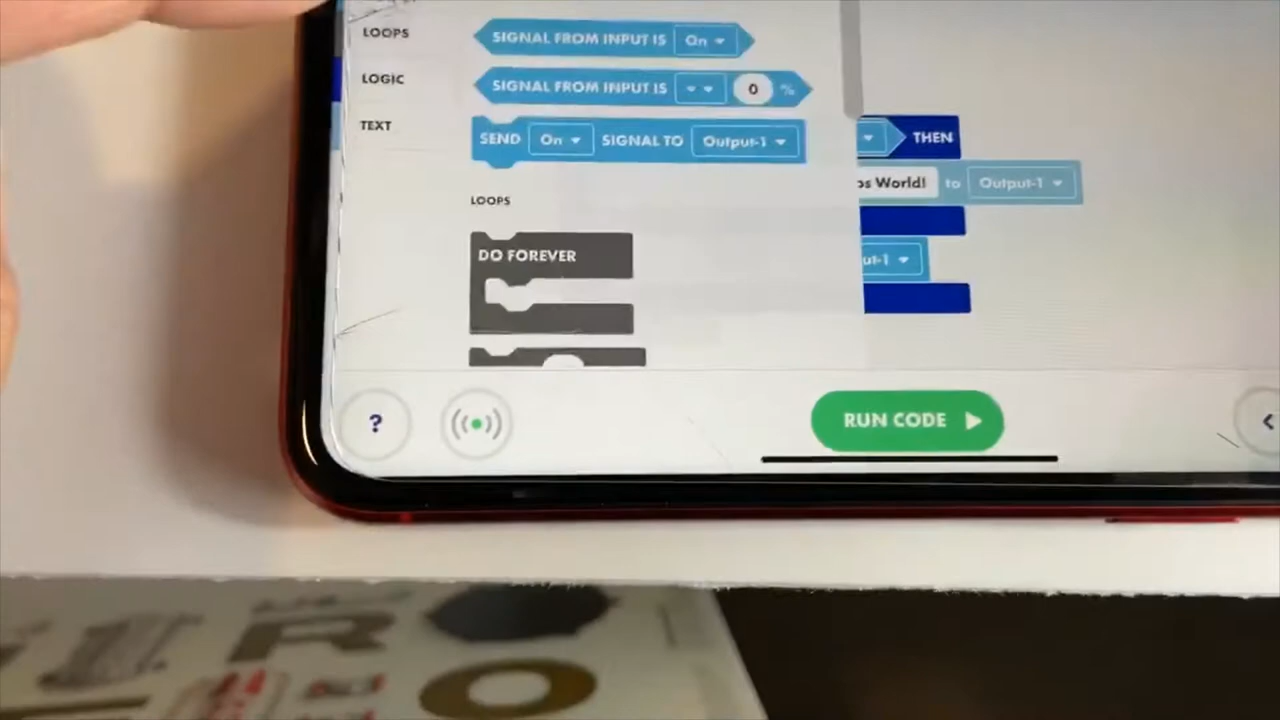 LOOPS
LOGIC
TEXT
SIGNAL FROM INPUT IS On
SIGNAL FROM INPUT IS 0 %
SEND On SIGNAL TO Output-1
LOOPS
DO FOREVER
THEN
os World! to Output-1
ut-1
?
RUN CODE
R
O